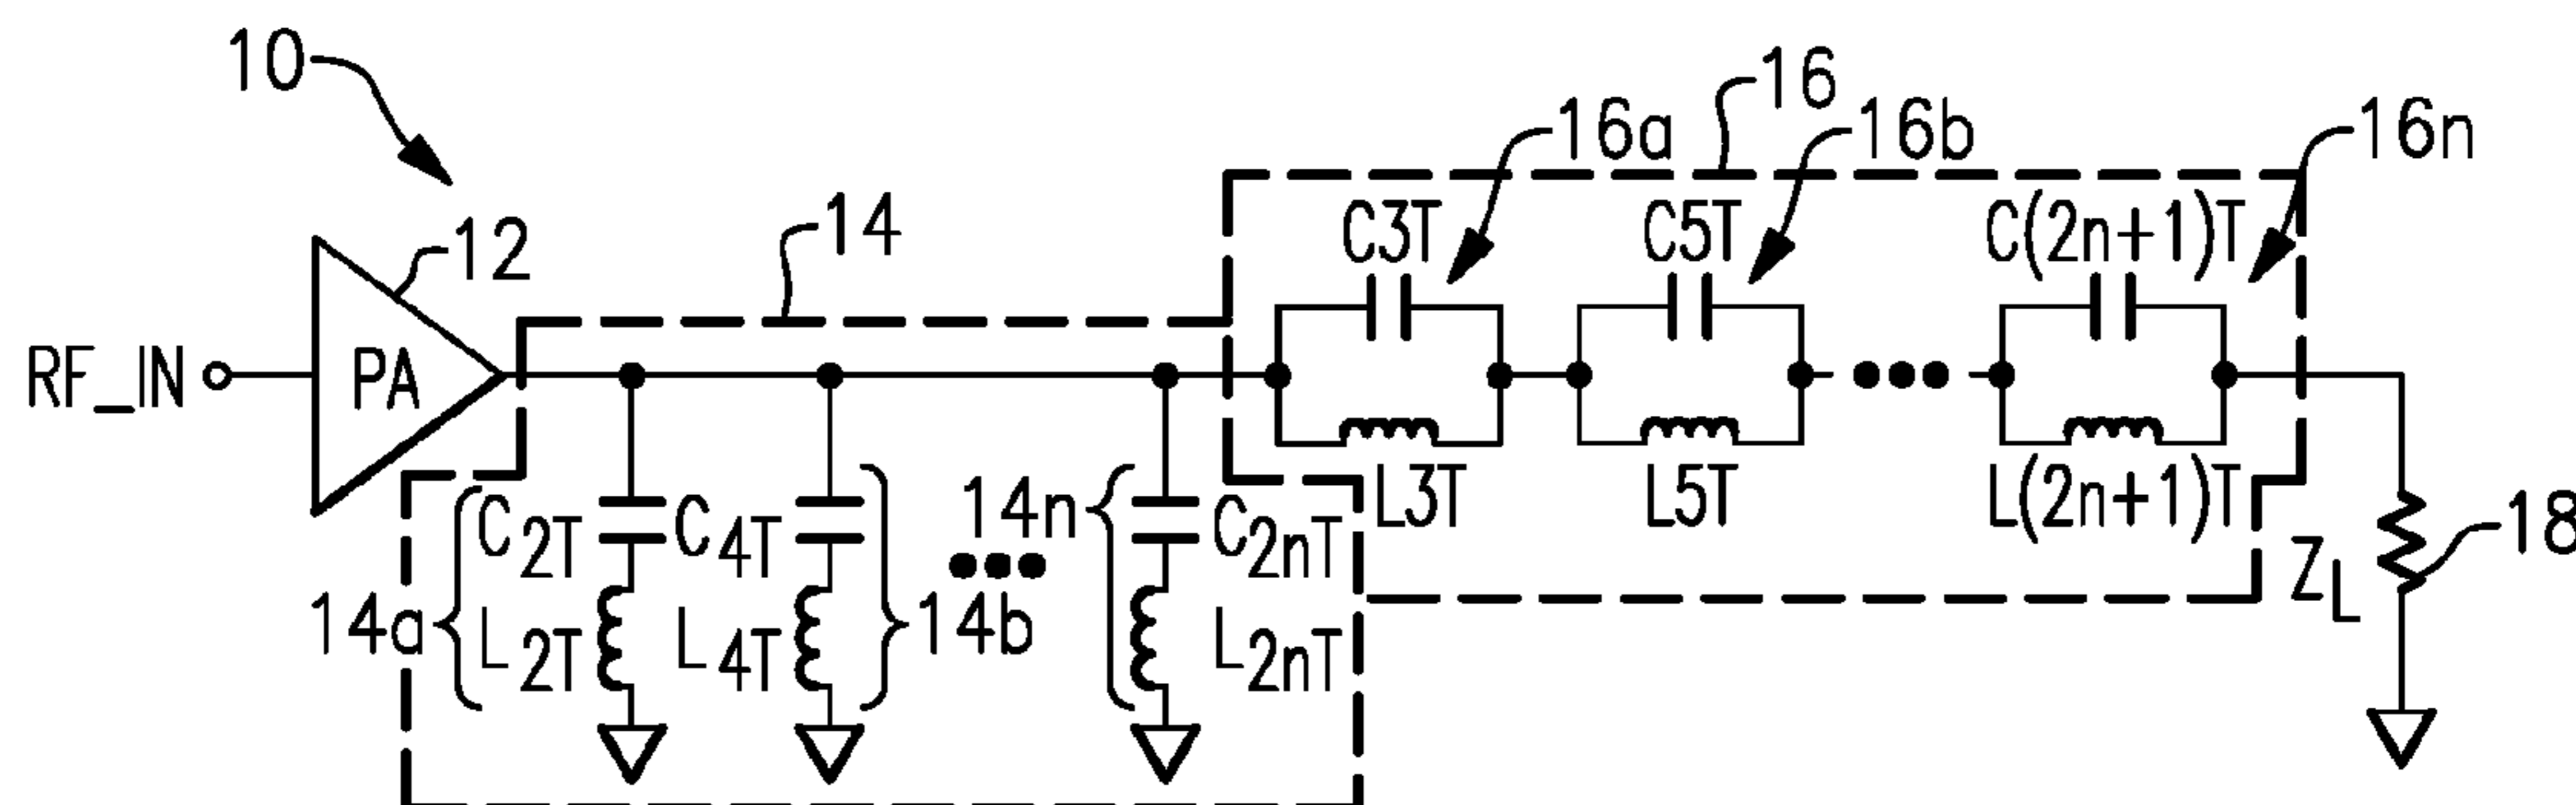 10
16
16a
16b
16n
14
C3T
C5T
C(2n+1)T
12
RF_IN
PA
L3T
L5T
L(2n+1)T
14a
C2T
L2T
C4T
L4T
14b
14n
C2nT
L2nT
ZL
18